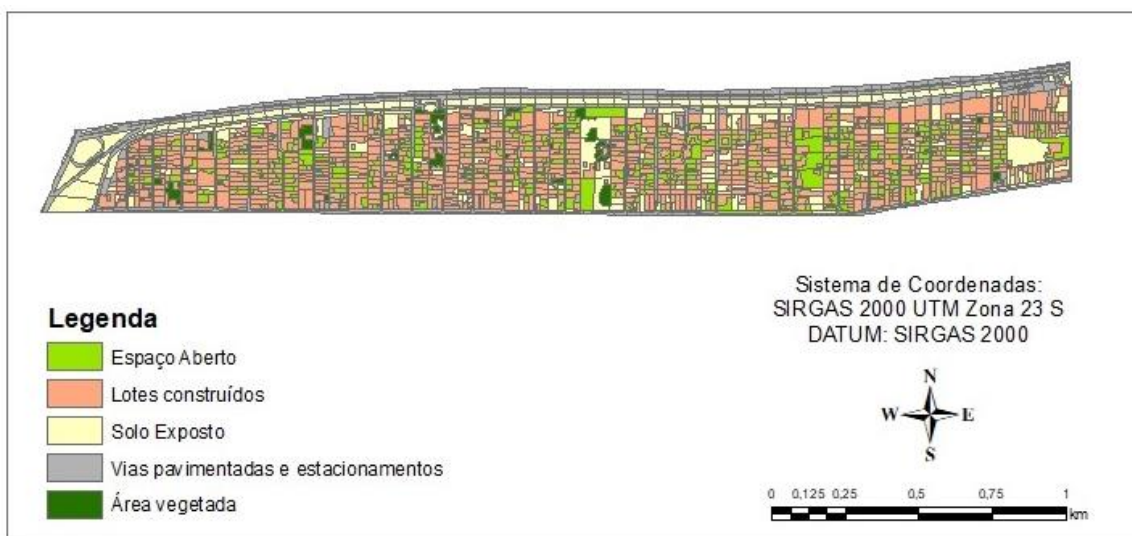 Legenda
Espaço Aberto
Lotes construídos
Solo Exposto
Vias pavimentadas e estacionamentos
Área vegetada
Sistema de Coordenadas:
SIRGAS 2000 UTM Zona 23 S
DATUM: SIRGAS 2000
N
W E
S
0 0,125 0,25 0,5 0,75 1
km